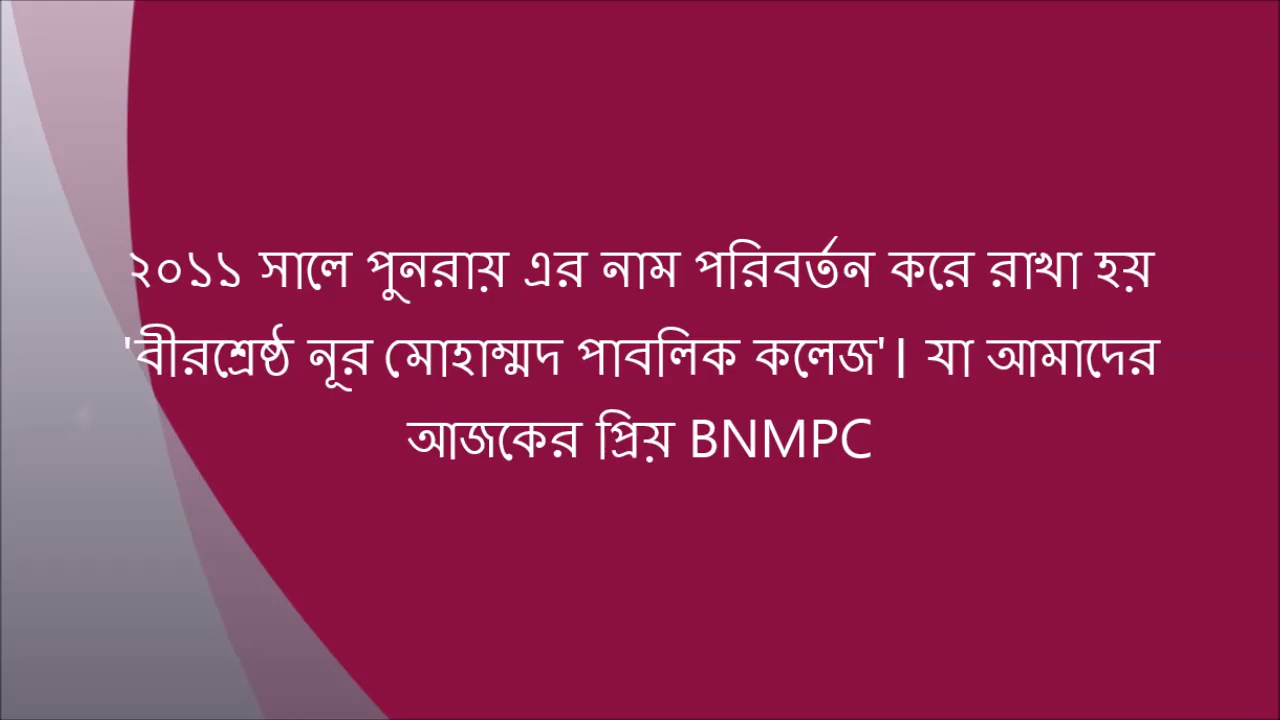 ২০১১ সালে পুনরায় এর নাম পরিবর্তন করে রাখা হয়
'বীরশ্রেষ্ঠ নূর মোহাম্মদ পাবলিক কলেজ'। যা আমাদের
আজকের প্রিয় BNMPC